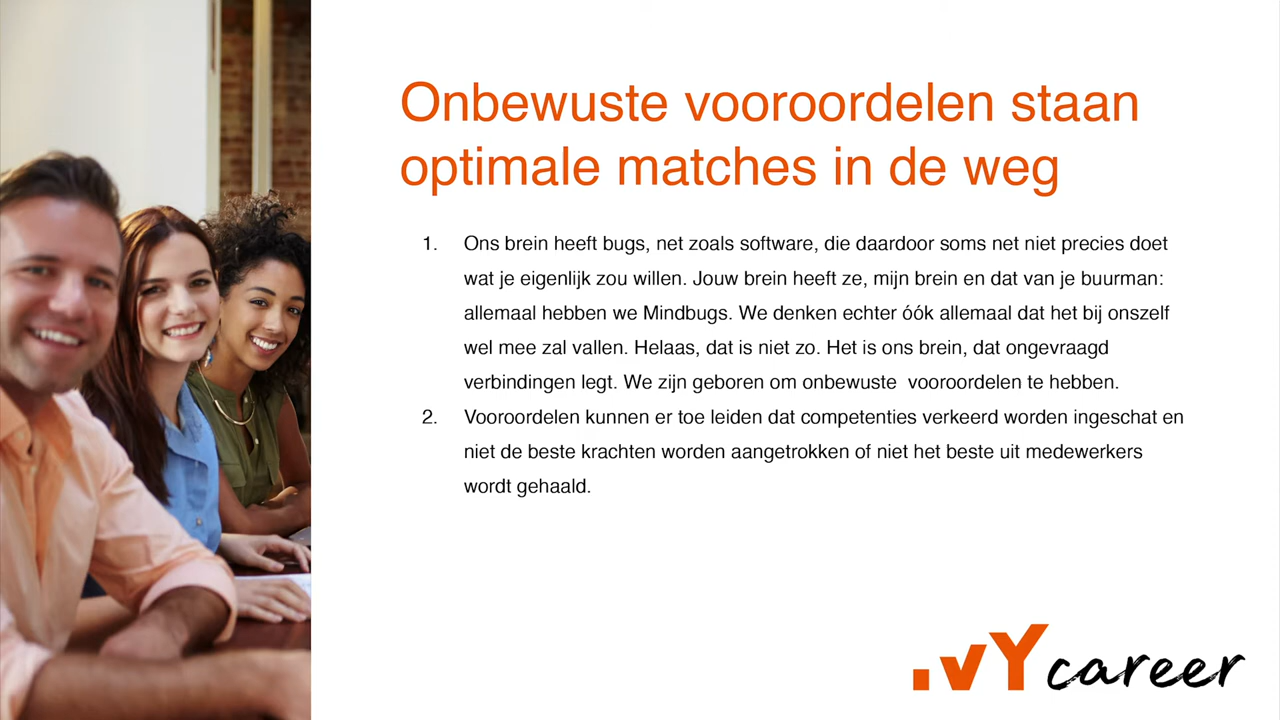 Onbewuste vooroordelen staan
optimale matches in de weg
1. Ons brein heeft bugs, net zoals software, die daardoor soms net niet precies doet
wat je eigenlijk zou willen. Jouw brein heeft ze, mijn brein en dat van je buurman:
allemaal hebben we Mindbugs. We denken echter óók allemaal dat het bij onszelf
wel mee zal vallen. Helaas, dat is niet zo. Het is ons brein, dat ongevraagd
verbindingen legt. We zijn geboren om onbewuste vooroordelen te hebben.
2. Vooroordelen kunnen er toe leiden dat competenties verkeerd worden ingeschat en
niet de beste krachten worden aangetrokken of niet het beste uit medewerkers
wordt gehaald.
.vY career